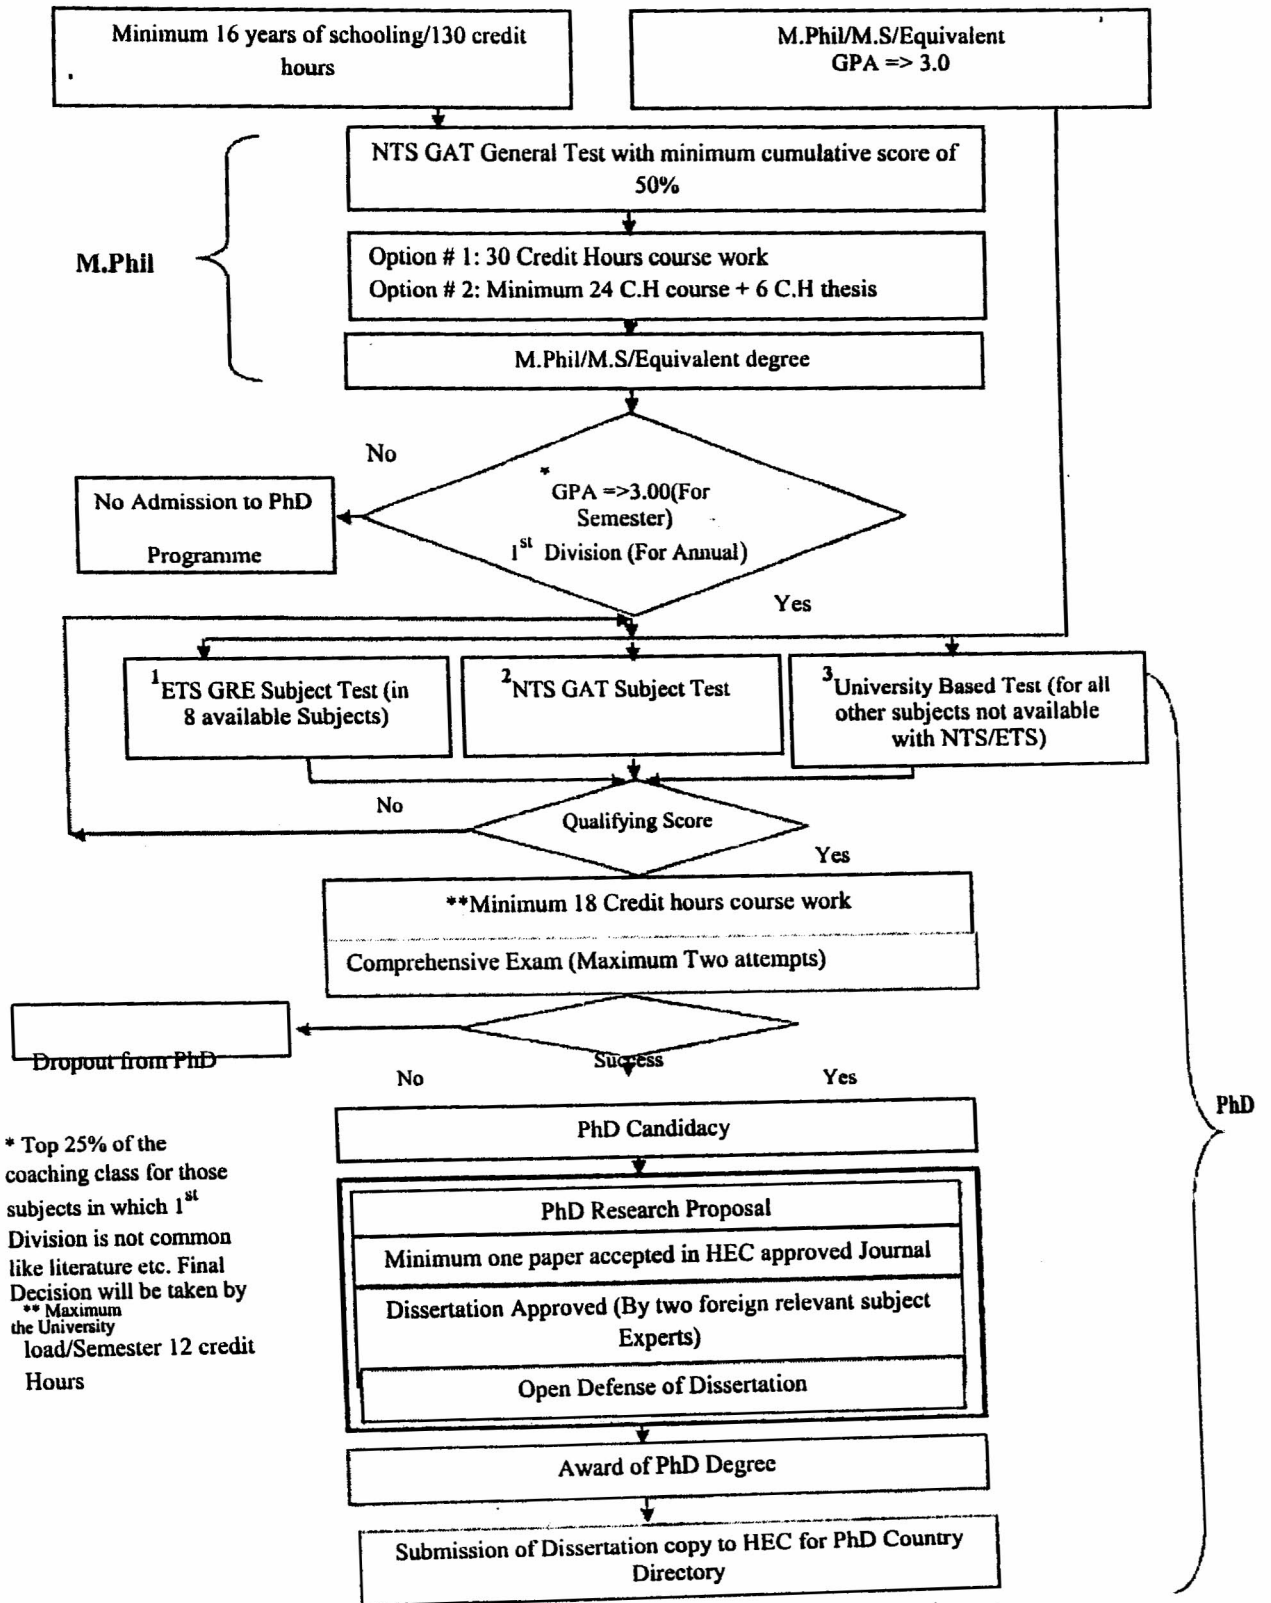 Minimum 16 years of schooling/130 credit
hours
M.Phil/M.S/Equivalent
GPA => 3.0
NTS GAT General Test with minimum cumulative score of
50%
M.Phil
Option # 1: 30 Credit Hours course work
Option # 2: Minimum 24 C.H course + 6 C.H thesis
M.Phil/M.S/Equivalent degree
No
*
GPA =>3.00(For
Semester)
1st Division (For Annual)
No Admission to PhD
Programme
Yes
1ETS GRE Subject Test (in
8 available Subjects)
2NTS GAT Subject Test
3University Based Test (for all
other subjects not available
with NTS/ETS)
No
Qualifying Score
Yes
**Minimum 18 Credit hours course work
Comprehensive Exam (Maximum Two attempts)
Dropout from PhD
Success
No
Yes
PhD
PhD Candidacy
* Top 25% of the
coaching class for those
subjects in which 1st
Division is not common
like literature etc. Final
Decision will be taken by
** Maximum
the University
load/Semester 12 credit
Hours
PhD Research Proposal
Minimum one paper accepted in HEC approved Journal
Dissertation Approved (By two foreign relevant subject
Experts)
Open Defense of Dissertation
Award of PhD Degree
Submission of Dissertation copy to HEC for PhD Country
Directory